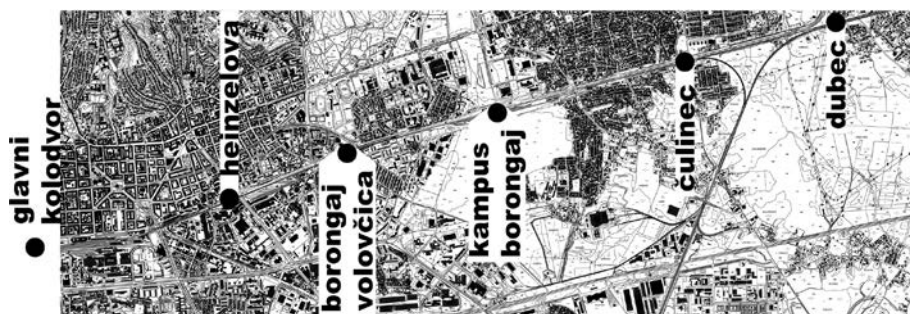 glavni
kolodvor
heinzelova
borongaj
volovčica
kampus
borongaj
čulinec
dubec